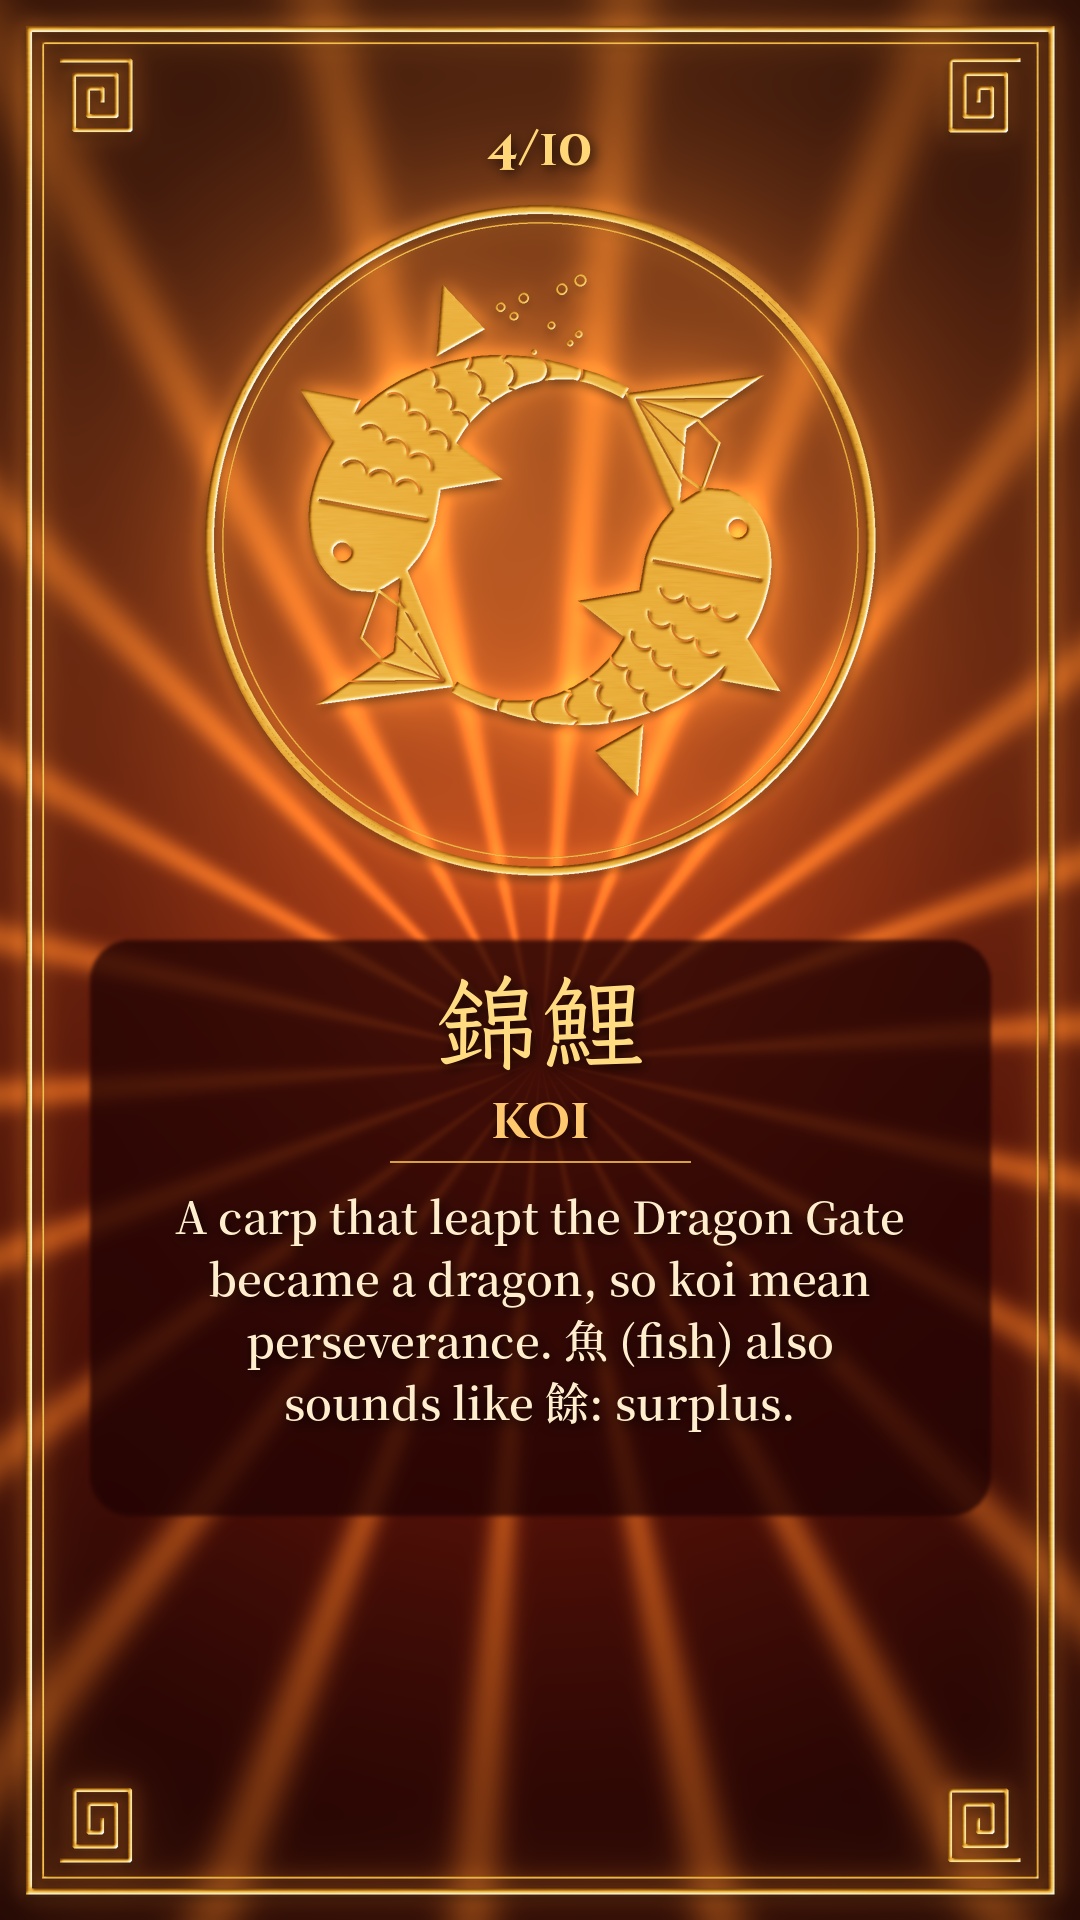 4/10
錦鯉
KOI
A carp that leapt the Dragon Gate
became a dragon, so koi mean
perseverance. 魚 (fish) also
sounds like 餘: surplus.